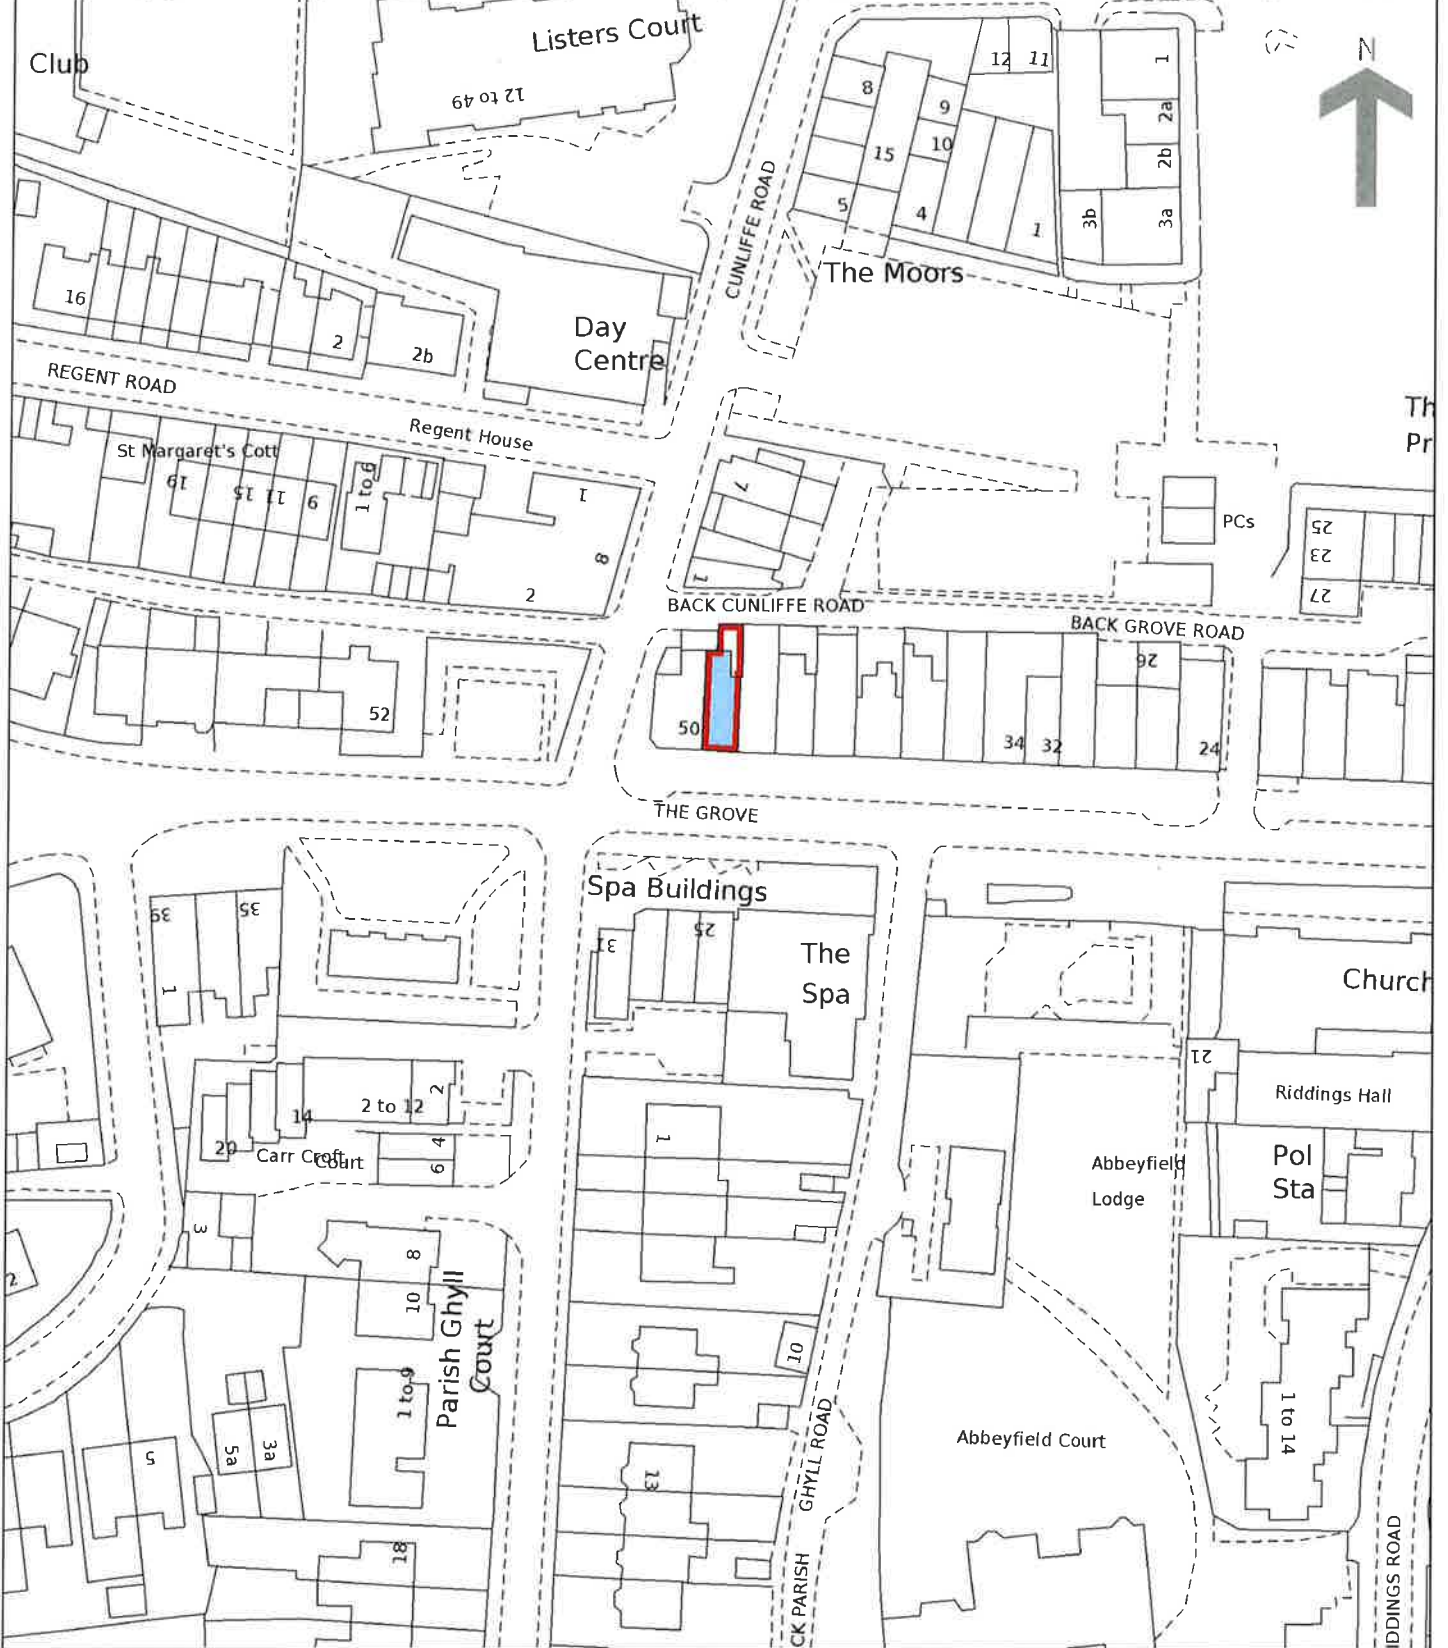 Listers Court
Club
12 to 49
N
12
11
1
8
9
2a
10
15
2b
5
4
1
3b
3a
CUNLIFFE ROAD
The Moors
16
2
2b
Day
Centre
REGENT ROAD
Regent House
Th
Pr
St Margaret's Cott
19
15
11
9
1 to 6
1
8
2
7
1
PCs
25
23
27
BACK CUNLIFFE ROAD
BACK GROVE ROAD
26
52
50
34
32
24
THE GROVE
Spa Buildings
39
35
1
31
25
The
Spa
Church
21
Riddings Hall
2
14
2 to 12
20
Carr Croft
Court
4
6
1
Abbeyfield
Lodge
Pol
Sta
3
2
8
10
Parish Ghyll
Court
1 to 9
10
5
5a
3a
13
18
GHYLL ROAD
CK PARISH
Abbeyfield Court
1 to 14
IDDINGS ROAD